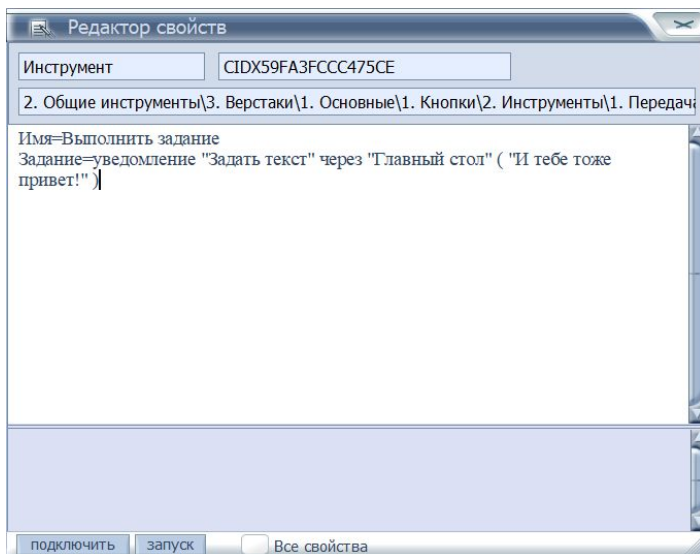 Редактор свойств
Инструмент CIDX59FA3FCCC475CE
2. Общие инструменты\3. Верстаки\1. Основные\1. Кнопки\2. Инструменты\1. Передача
Имя=Выполнить задание
Задание=уведомление "Задать текст" через "Главный стол" ( "И тебе тоже
привет!" )
подключить запуск Все свойства